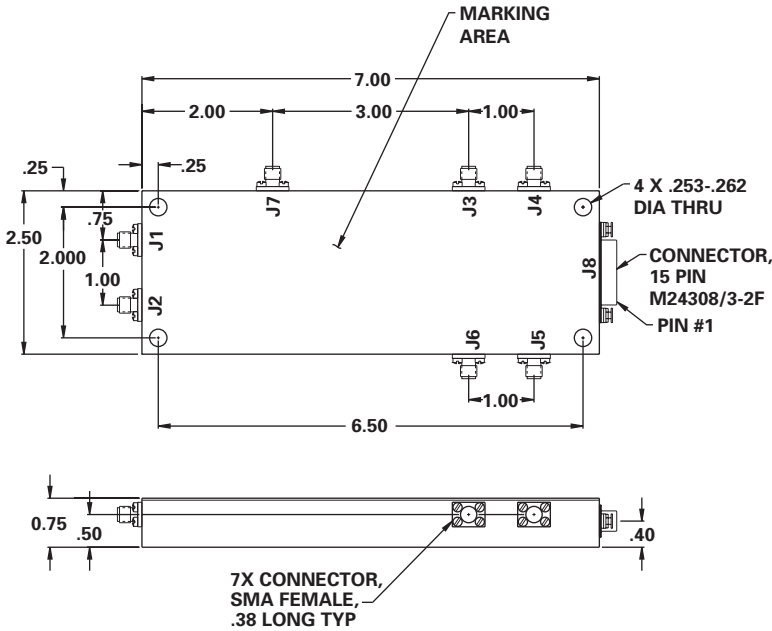 MARKING
AREA
7.00
2.00
3.00
1.00
.25
.25
J7
J3
J4
4 X .253-.262
DIA THRU
.75
J1
2.50
2.000
1.00
J2
J8
CONNECTOR,
15 PIN
M24308/3-2F
PIN #1
J6
J5
1.00
6.50
0.75
.50
.40
7X CONNECTOR,
SMA FEMALE,
.38 LONG TYP